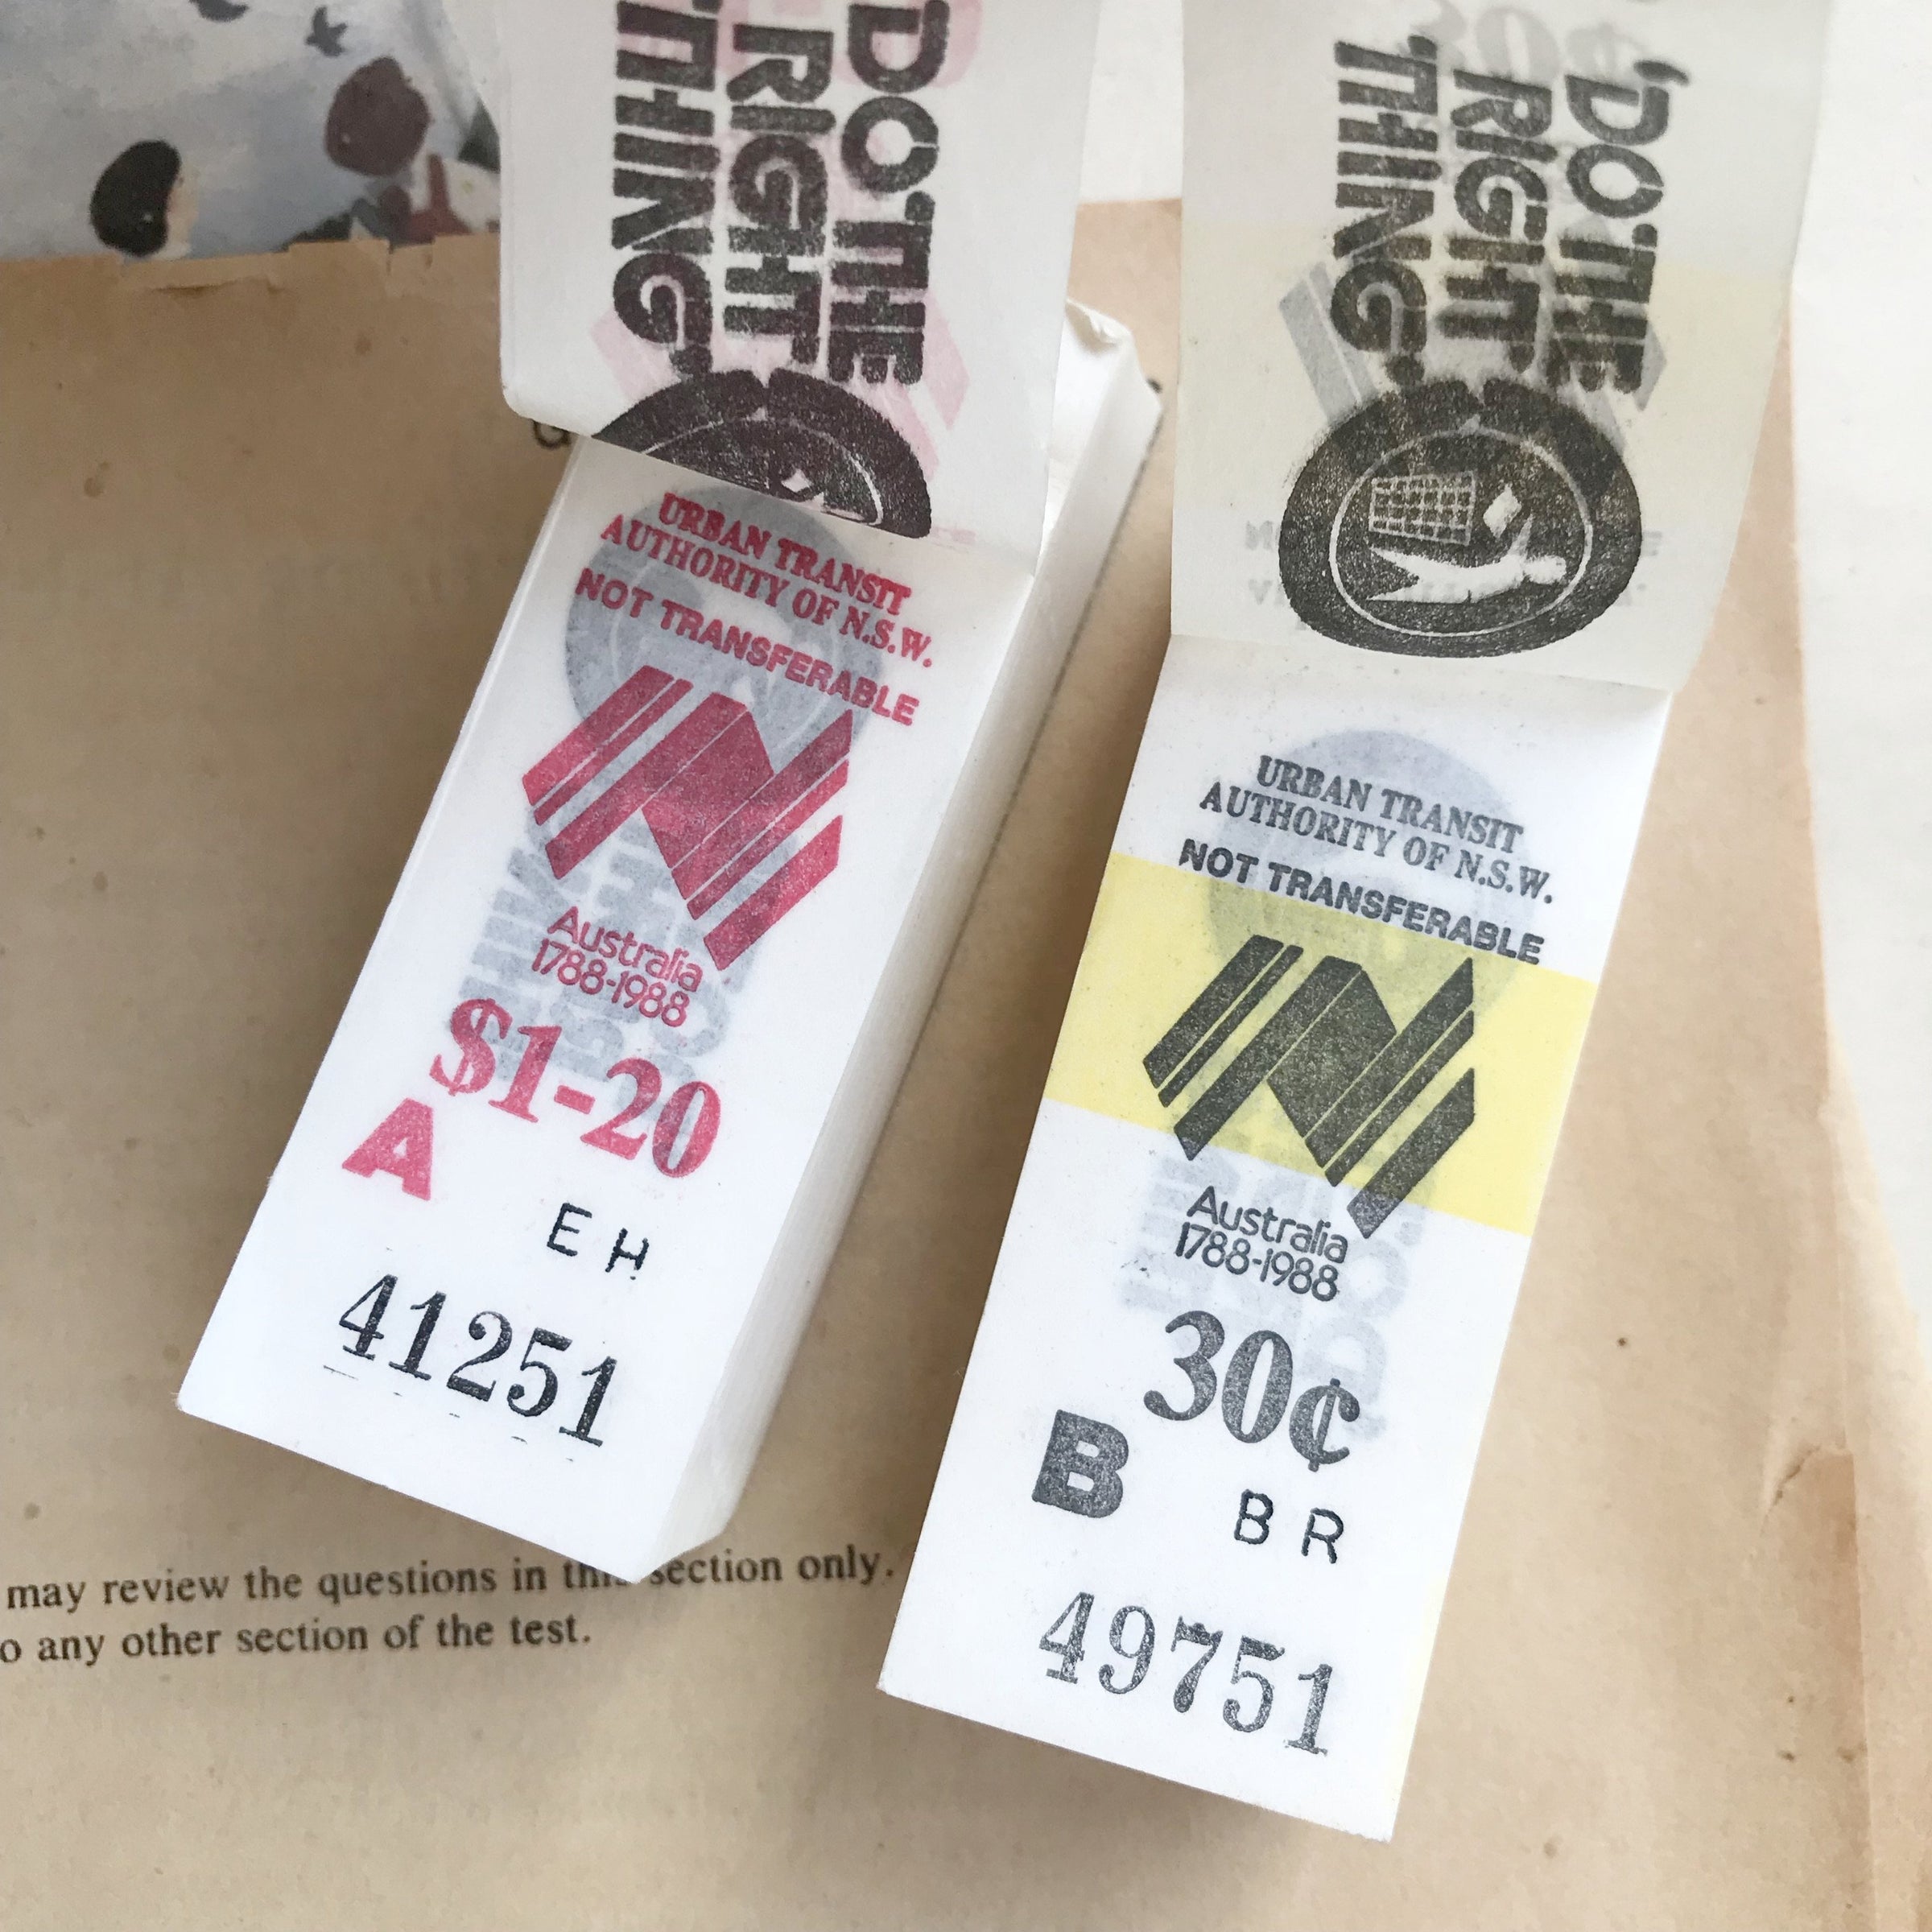 'DO THE
RIGHT
THING.
URBAN TRANSIT
AUTHORITY OF N.S.W.
NOT TRANSFERABLE
Australia
1788-1988
$1-20
A
E H
41251
'DO THE
RIGHT
THING.
URBAN TRANSIT
AUTHORITY OF N.S.W.
NOT TRANSFERABLE
Australia
1788-1988
30¢
B
B R
49751
may review the questions in this section only.
o any other section of the test.